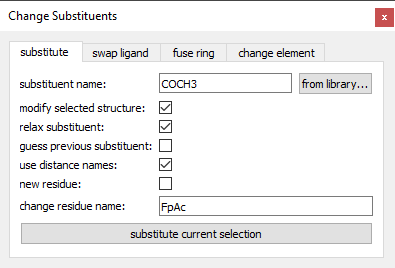 Change Substituents
substitute swap ligand fuse ring change element
substituent name: COCH3 from library...
modify selected structure:
relax substituent:
guess previous substituent:
use distance names:
new residue:
change residue name: FpAc
substitute current selection